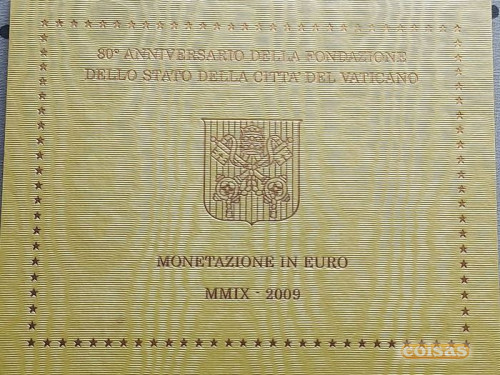 80° ANNIVERSARIO DELLA FONDAZIONE
DELLO STATO DELLA CITTA' DEL VATICANO
MONETAZIONE IN EURO
MMIX - 2009
coisas